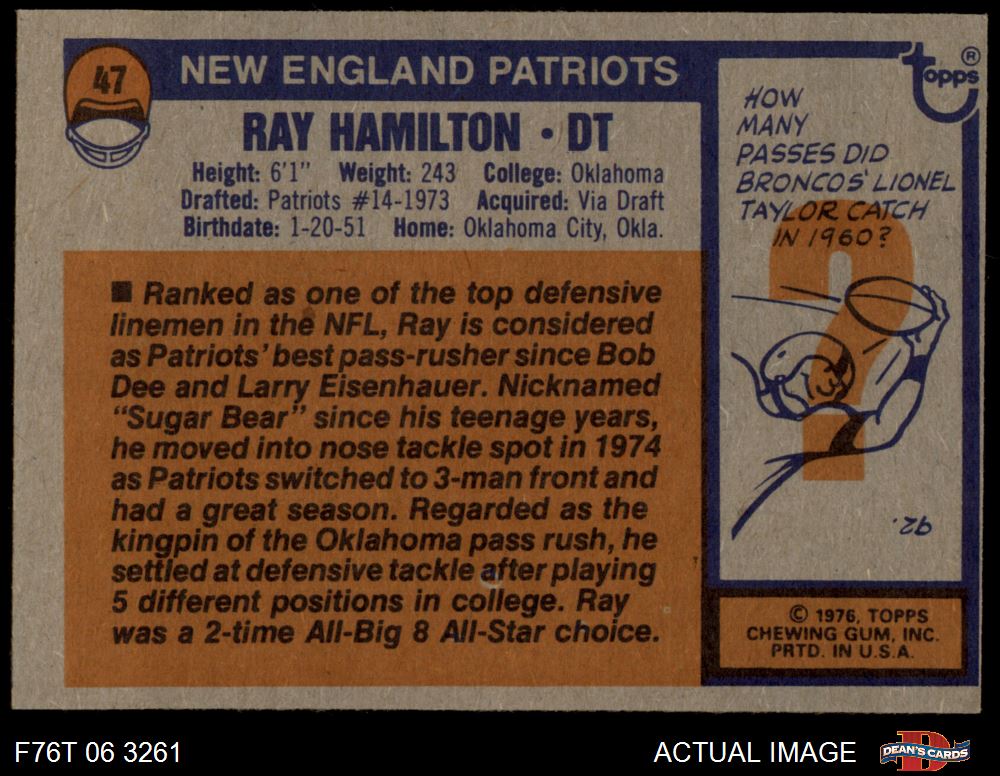 47
NEW ENGLAND PATRIOTS
RAY HAMILTON • DT
Height: 6'1" Weight: 243 College: Oklahoma
Drafted: Patriots #14-1973 Acquired: Via Draft
Birthdate: 1-20-51 Home: Oklahoma City, Okla.
■ Ranked as one of the top defensive
linemen in the NFL, Ray is considered
as Patriots' best pass-rusher since Bob
Dee and Larry Eisenhauer. Nicknamed
"Sugar Bear" since his teenage years,
he moved into nose tackle spot in 1974
as Patriots switched to 3-man front and
had a great season. Regarded as the
kingpin of the Oklahoma pass rush, he
settled at defensive tackle after playing
5 different positions in college. Ray
was a 2-time All-Big 8 All-Star choice.
topps ®
HOW
MANY
PASSES DID
BRONCOS' LIONEL
TAYLOR CATCH
IN 1960?
?
92.
© 1976, TOPPS
CHEWING GUM, INC.
PRTD. IN U.S.A.
F76T 06 3261
ACTUAL IMAGE
D
DEAN'S CARDS